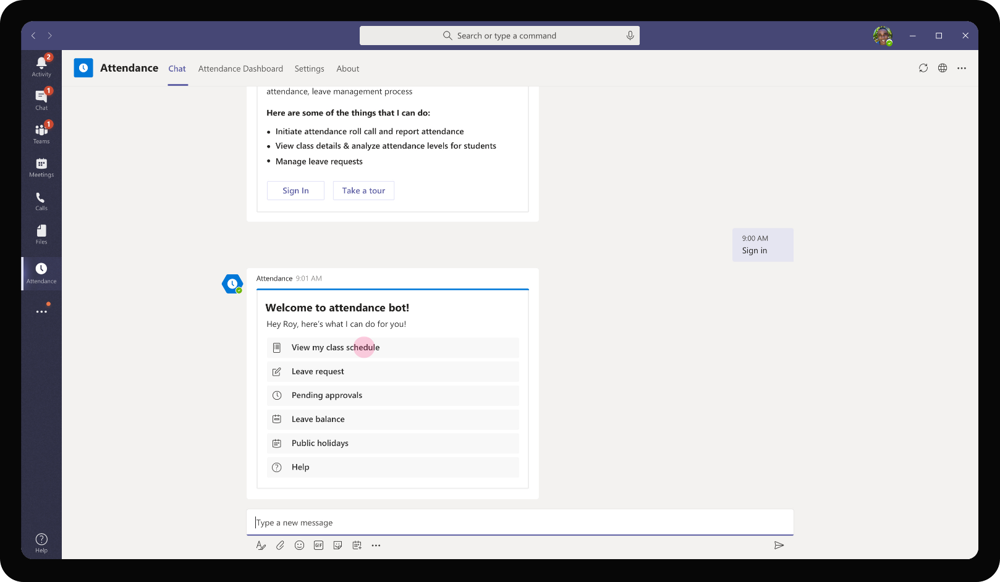 Search or type a command
2
Activity
1
Chat
1
Teams
Meetings
Calls
Files
Attendance
Help
Attendance
Chat
Attendance Dashboard
Settings
About
attendance, leave management process
Here are some of the things that I can do:
Initiate attendance roll call and report attendance
View class details & analyze attendance levels for students
Manage leave requests
Sign In
Take a tour
9:00 AM
Sign in
Attendance 9:01 AM
Welcome to attendance bot!
Hey Roy, here's what I can do for you!
View my class schedule
Leave request
Pending approvals
Leave balance
Public holidays
Help
Type a new message
GIF